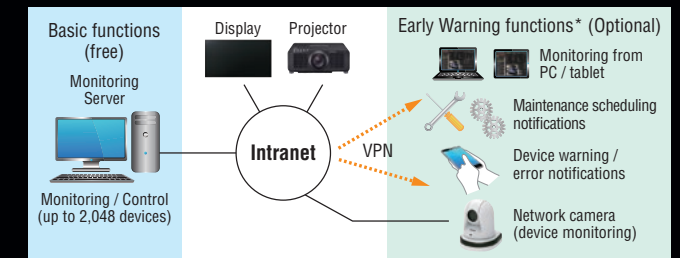 Basic functions
(free)
Monitoring
Server
Monitoring / Control
(up to 2,048 devices)
Display
Projector
Intranet
VPN
Early Warning functions* (Optional)
Monitoring from
PC / tablet
Maintenance scheduling
notifications
Device warning /
error notifications
Network camera
(device monitoring)